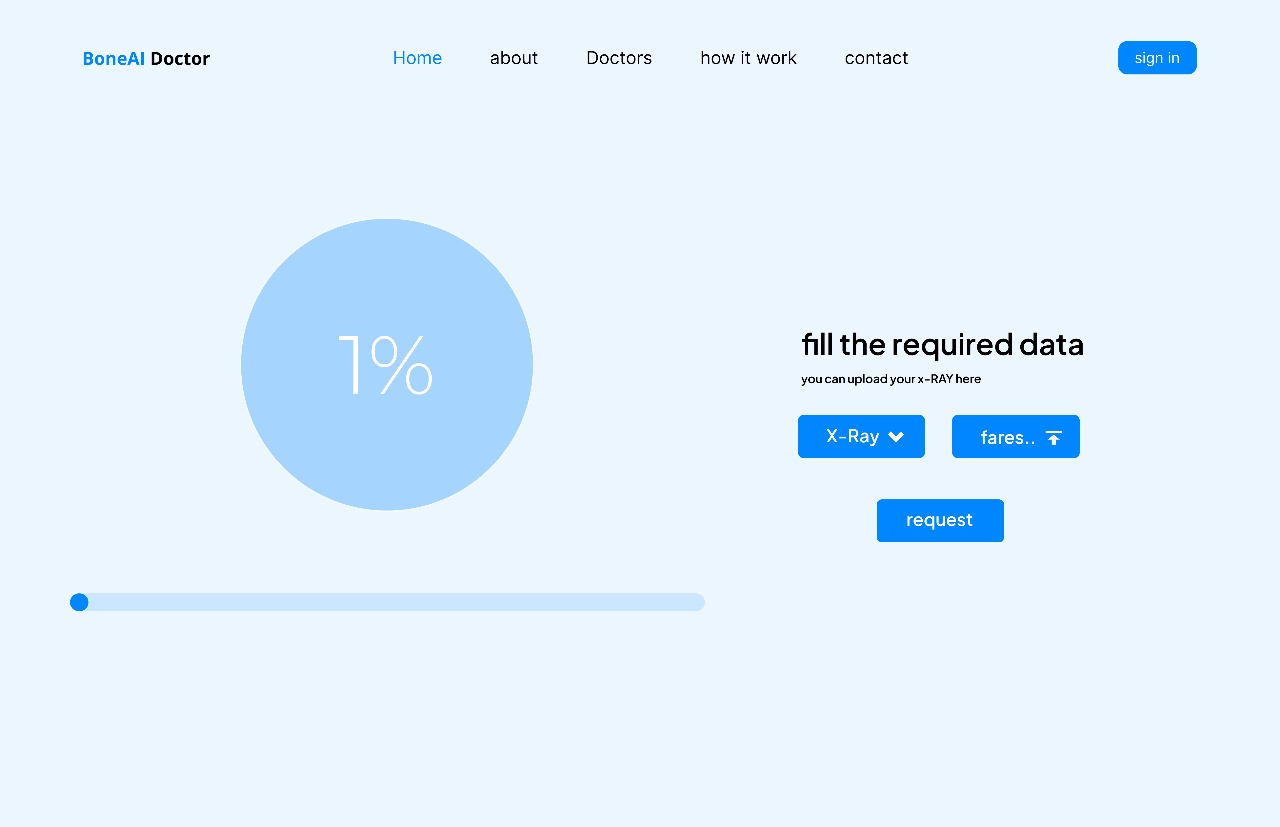 BoneAI Doctor
Home
about
Doctors
how it work
contact
sign in
1%
fill the required data
you can upload your x-RAY here
X-Ray
fares..
request